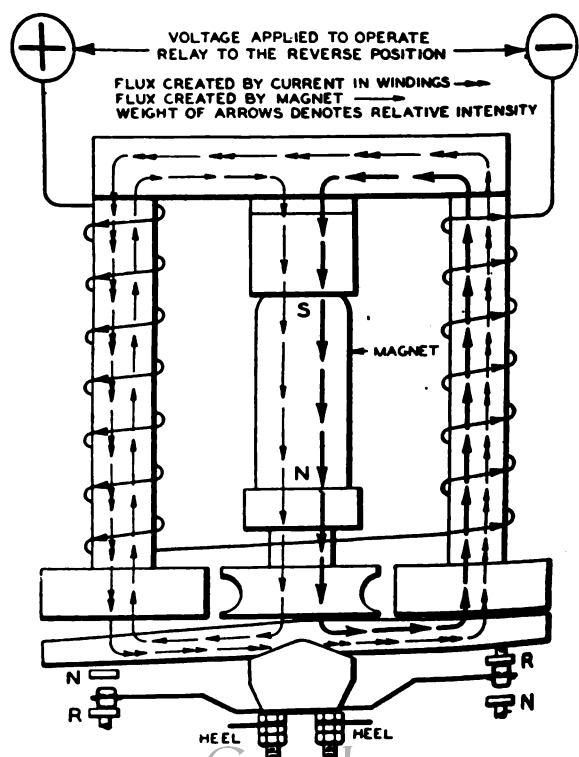 + −
VOLTAGE APPLIED TO OPERATE
RELAY TO THE REVERSE POSITION
FLUX CREATED BY CURRENT IN WINDINGS
FLUX CREATED BY MAGNET
WEIGHT OF ARROWS DENOTES RELATIVE INTENSITY
S
MAGNET
N
R
N
N
R
HEEL HEEL